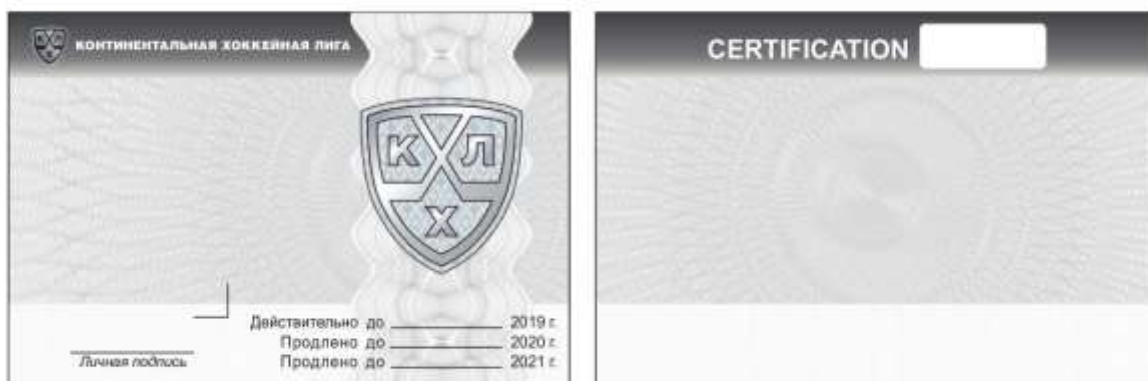 КОНТИНЕНТАЛЬНАЯ ХОККЕЙНАЯ ЛИГА
К Л
Х
Действительно до 2019 г.
Продлено до 2020 г.
Продлено до 2021 г.
Личная подпись
CERTIFICATION